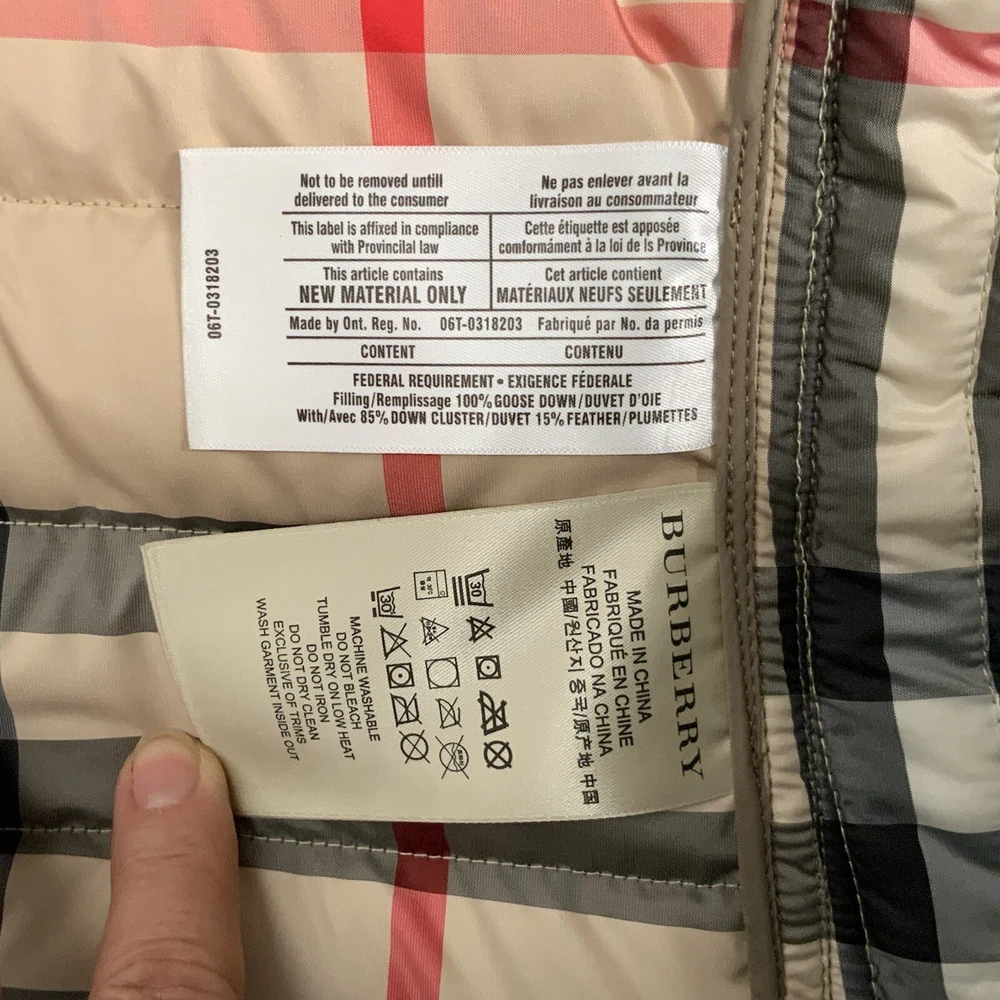 Not to be removed untill
delivered to the consumer
Ne pas enlever avant la
livraison au consommateur
This label is affixed in compliance
with Provincilal law
Cette étiquette est apposée
comformámént à la loi de ls Province
This article contains
NEW MATERIAL ONLY
Cet article contient
MATÉRIAUX NEUFS SEULEMENT
Made by Ont. Reg. No. 06T-0318203 Fabriqué par No. da permis
CONTENT CONTENU
FEDERAL REQUIREMENT • EXIGENCE FÉDERALE
Filling/Remplissage 100% GOOSE DOWN/DUVET D'OIE
With/Avec 85% DOWN CLUSTER/DUVET 15% FEATHER/PLUMETTES
06T-0318203
BURBERRY
MADE IN CHINA
FABRIQUÉ EN CHINE
FABRICADO NA CHINA
原產地 中國/원산지 중국/原产地 中国
30
30
MACHINE WASHABLE
DO NOT BLEACH
TUMBLE DRY ON LOW HEAT
DO NOT IRON
DO NOT DRY CLEAN
EXCLUSIVE OF TRIMS
WASH GARMENT INSIDE OUT